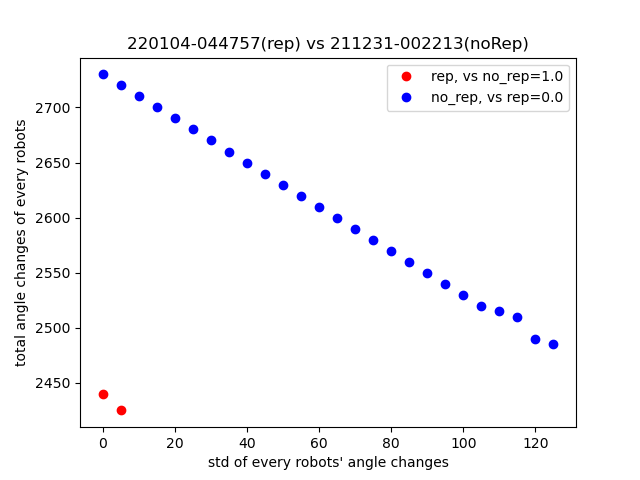 220104-044757(rep) vs 211231-002213(noRep)
rep, vs no_rep=1.0
no_rep, vs rep=0.0
total angle changes of every robots
2700
2650
2600
2550
2500
2450
0 20 40 60 80 100 120
std of every robots' angle changes